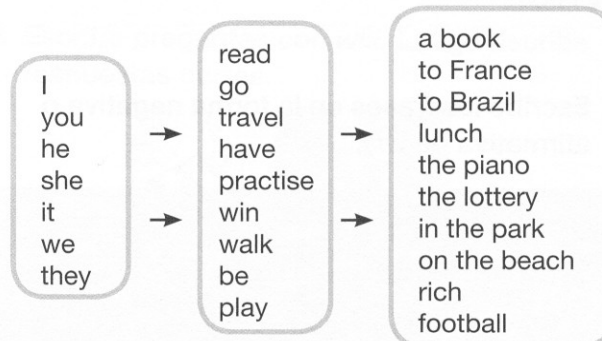 I
you
he
she
it
we
they
read
go
travel
have
practise
win
walk
be
play
a book
to France
to Brazil
lunch
the piano
the lottery
in the park
on the beach
rich
football